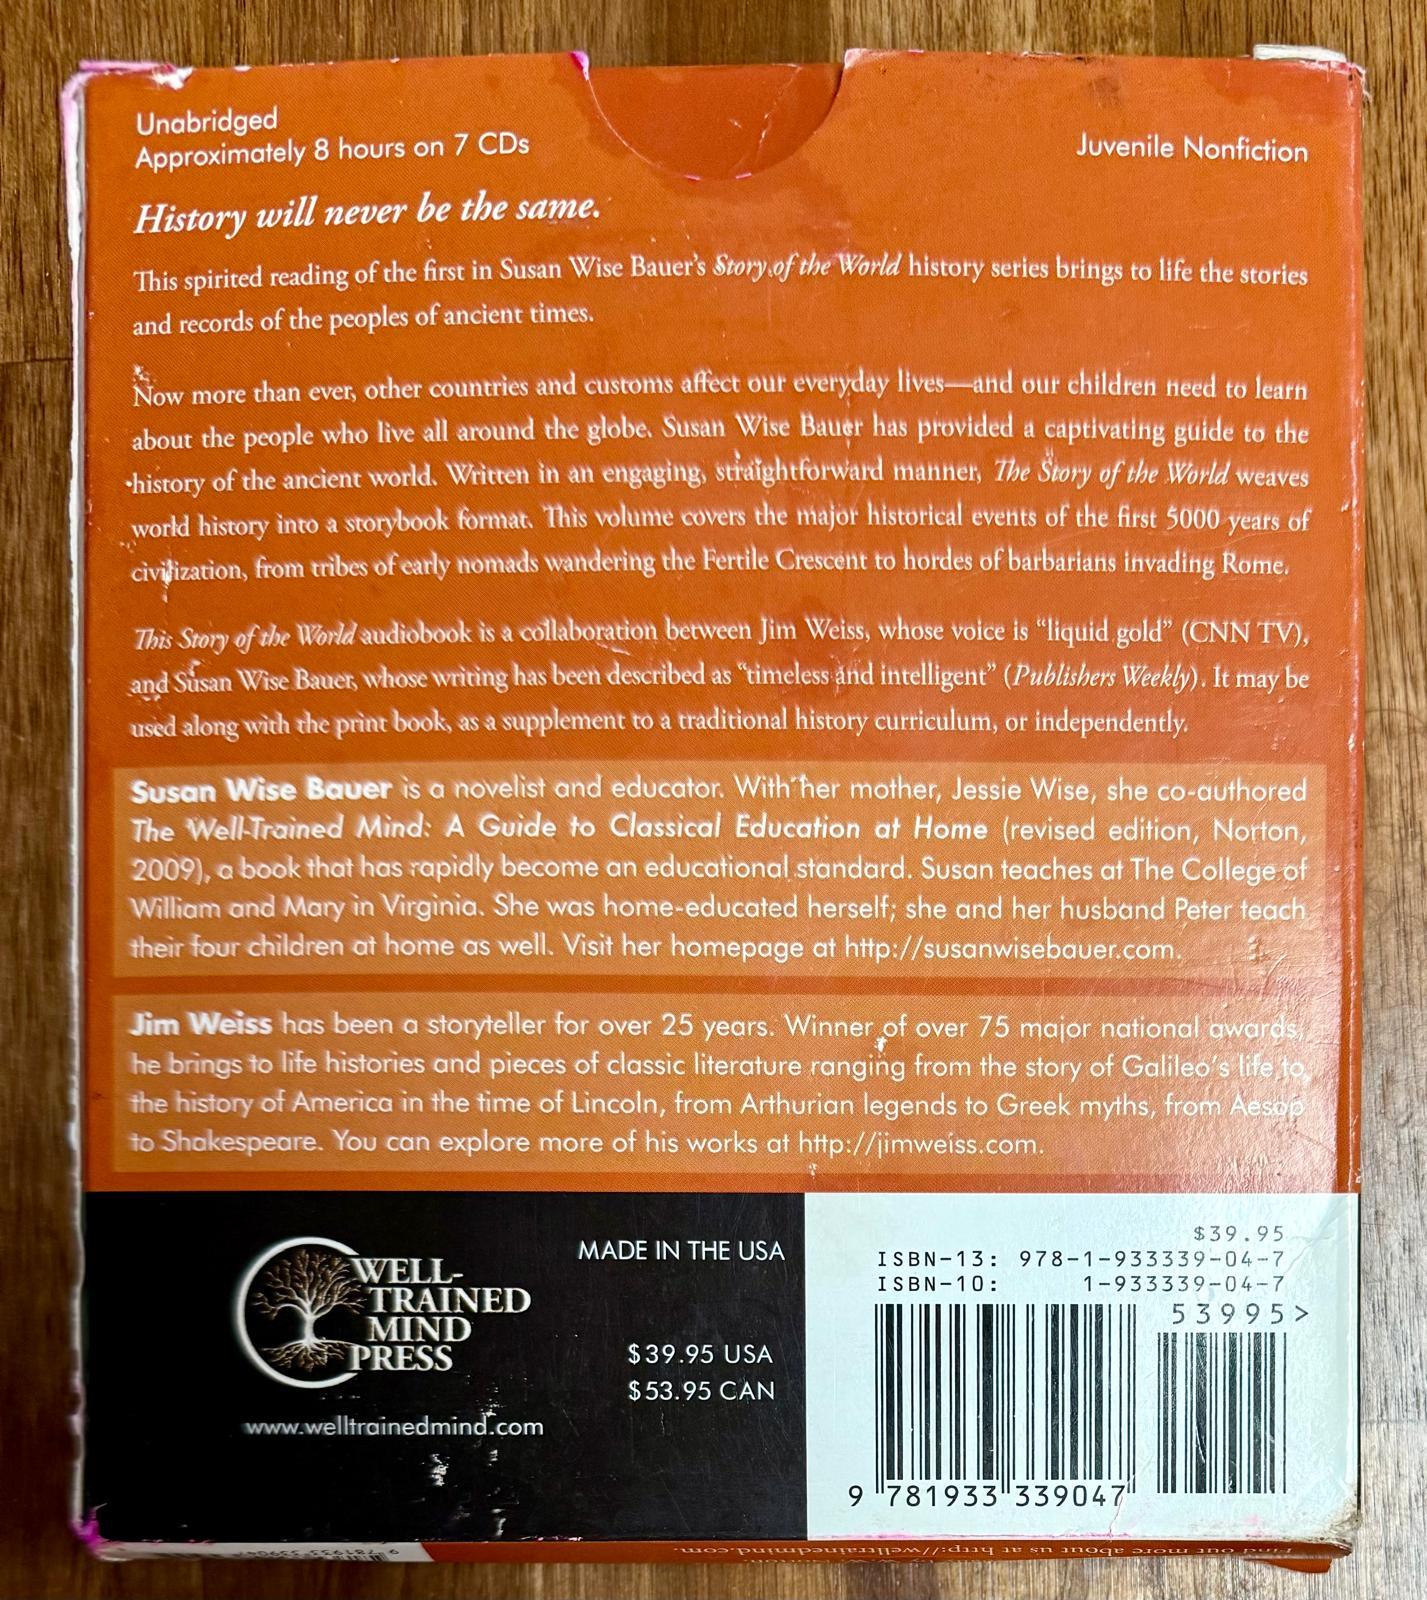 Unabridged
Approximately 8 hours on 7 CDs
Juvenile Nonfiction
History will never be the same.
This spirited reading of the first in Susan Wise Bauer's Story of the World history series brings to life the stories
and records of the peoples of ancient times.
Now more than ever, other countries and customs affect our everyday lives—and our children need to learn
about the people who live all around the globe. Susan Wise Bauer has provided a captivating guide to the
history of the ancient world. Written in an engaging, straightforward manner, The Story of the World weaves
world history into a storybook format. This volume covers the major historical events of the first 5000 years of
civilization, from tribes of early nomads wandering the Fertile Crescent to hordes of barbarians invading Rome.
This Story of the World audiobook is a collaboration between Jim Weiss, whose voice is “liquid gold” (CNN TV),
and Susan Wise Bauer, whose writing has been described as “timeless and intelligent” (Publishers Weekly). It may be
used along with the print book, as a supplement to a traditional history curriculum, or independently.
Susan Wise Bauer is a novelist and educator. With her mother, Jessie Wise, she co-authored
The Well-Trained Mind: A Guide to Classical Education at Home (revised edition, Norton,
2009), a book that has rapidly become an educational standard. Susan teaches at The College of
William and Mary in Virginia. She was home-educated herself; she and her husband Peter teach
their four children at home as well. Visit her homepage at http://susanwisebauer.com.
Jim Weiss has been a storyteller for over 25 years. Winner of over 75 major national awards,
he brings to life histories and pieces of classic literature ranging from the story of Galileo's life to
the history of America in the time of Lincoln, from Arthurian legends to Greek myths, from Aesop
to Shakespeare. You can explore more of his works at http://jimweiss.com.
WELL-
TRAINED
MIND
PRESS
www.welltrainedmind.com
MADE IN THE USA
$39.95 USA
$53.95 CAN
$39.95
ISBN-13: 978-1-933339-04-7
ISBN-10: 1-933339-04-7
53995>
9 781933 339047
Find out more about us at http://welltrainedmind.com.